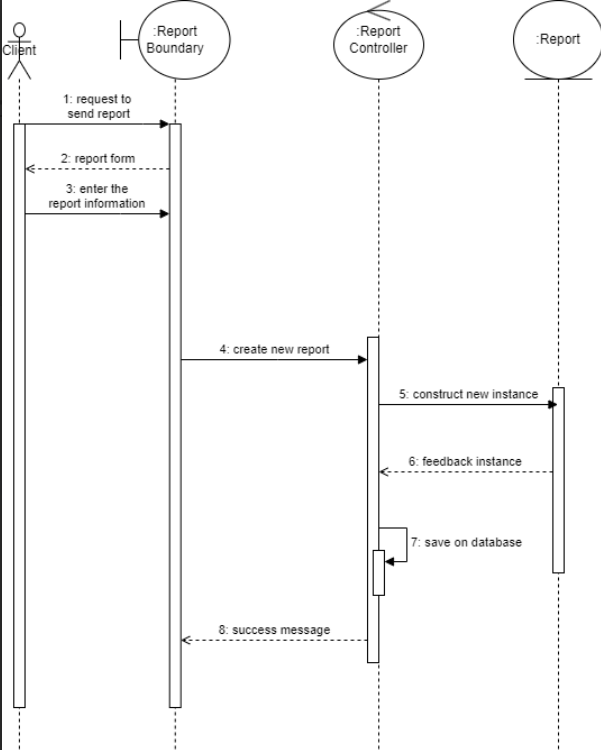 Client
:Report
Boundary
:Report
Controller
:Report
1: request to
send report
2: report form
3: enter the
report information
4: create new report
5: construct new instance
6: feedback instance
7: save on database
8: success message